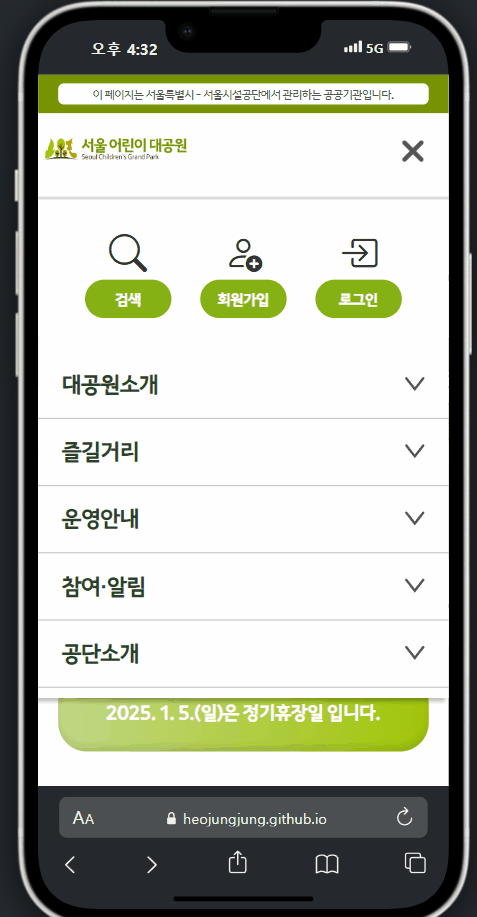 오후 4:32
5G
이 페이지는 서울특별시 - 서울시설공단에서 관리하는 공공기관입니다.
서울 어린이 대공원
Seoul Children's Grand Park
검색
회원가입
로그인
대공원소개
즐길거리
운영안내
참여·알림
공단소개
2025. 1. 5.(일)은 정기휴장일 입니다.
AA
heojungjung.github.io